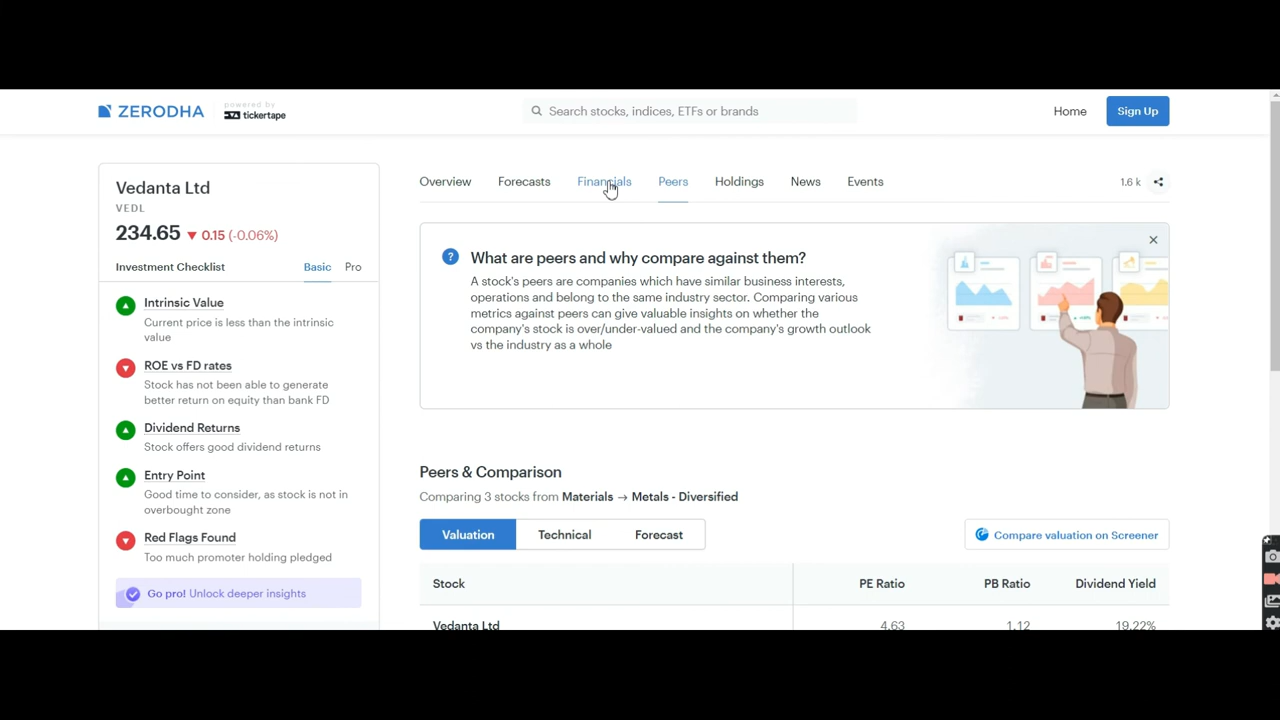 ZERODHA
powered by
tickertape
Search stocks, indices, ETFs or brands
Home
Sign Up
Vedanta Ltd
VEDL
234.65 ▼ 0.15 (-0.06%)
Investment Checklist
Basic
Pro
Intrinsic Value
Current price is less than the intrinsic
value
ROE vs FD rates
Stock has not been able to generate
better return on equity than bank FD
Dividend Returns
Stock offers good dividend returns
Entry Point
Good time to consider, as stock is not in
overbought zone
Red Flags Found
Too much promoter holding pledged
Go pro! Unlock deeper insights
Overview
Forecasts
Financials
Peers
Holdings
News
Events
1.6 k
What are peers and why compare against them?
A stock's peers are companies which have similar business interests,
operations and belong to the same industry sector. Comparing various
metrics against peers can give valuable insights on whether the
company's stock is over/under-valued and the company's growth outlook
vs the industry as a whole
Peers & Comparison
Comparing 3 stocks from Materials → Metals - Diversified
Valuation
Technical
Forecast
Compare valuation on Screener
Stock
PE Ratio
PB Ratio
Dividend Yield
Vedanta Ltd
4.63
1.12
19.22%